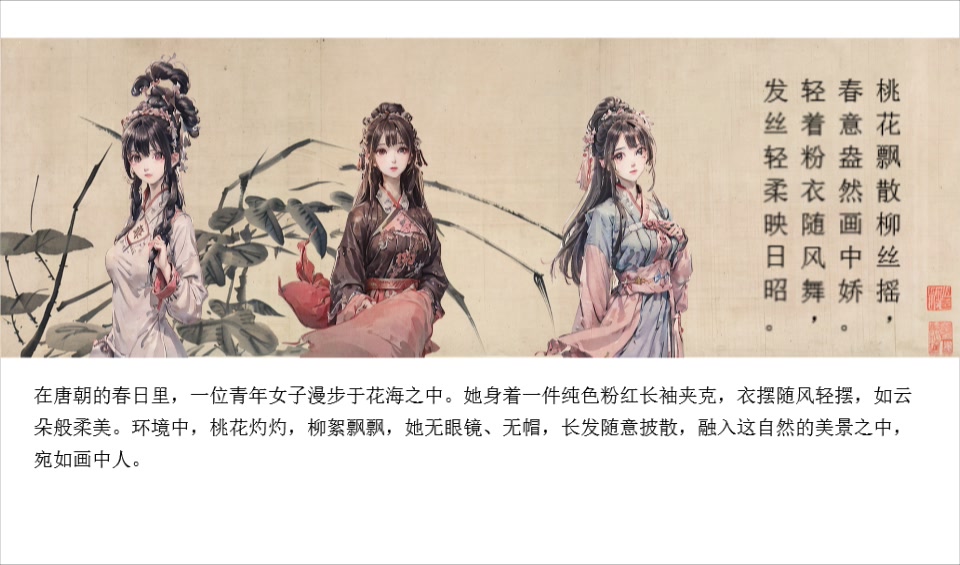 桃花飘散柳丝摇，
春意盎然画中娇。
轻着粉衣随风舞，
发丝轻柔映日昭。
在唐朝的春日里，一位青年女子漫步于花海之中。她身着一件纯色粉红长袖夹克，衣摆随风轻摆，如云
朵般柔美。环境中，桃花灼灼，柳絮飘飘，她无眼镜、无帽，长发随意披散，融入这自然的美景之中，
宛如画中人。